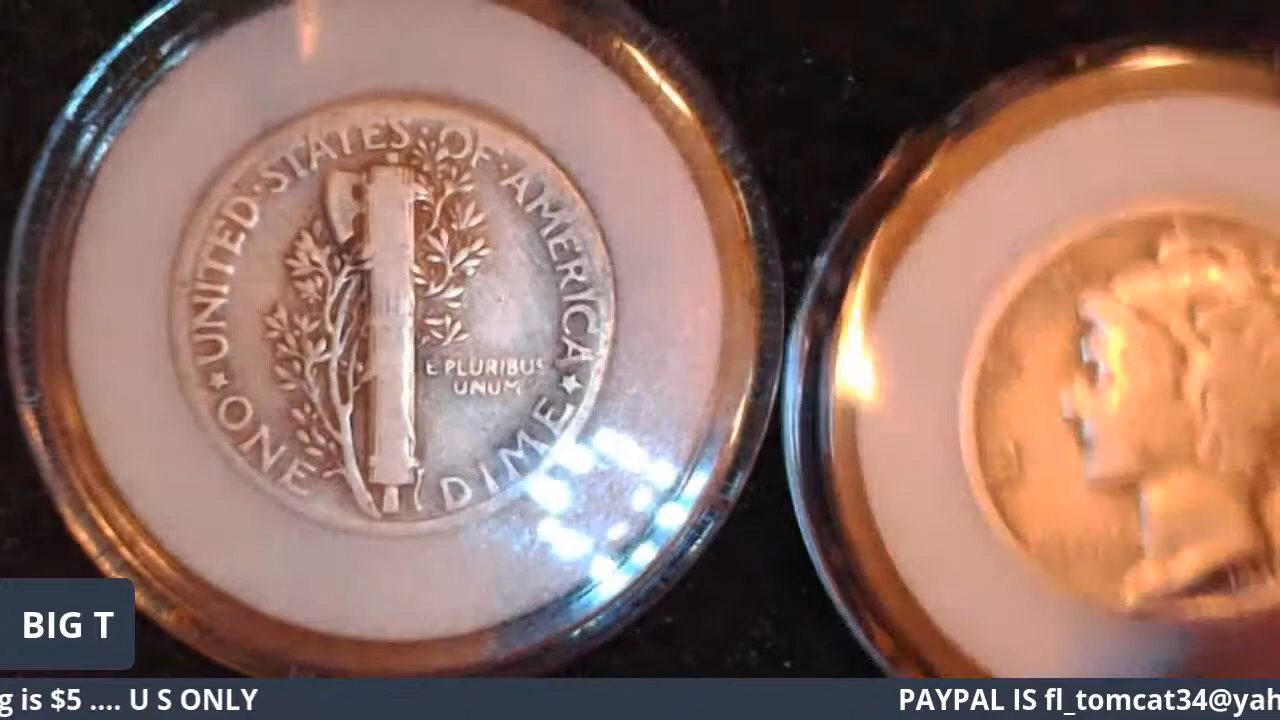 UNITED·STATES·OF·AMERICA
E PLURIBUS
UNUM
ONE DIME
BIG T
g is $5 .... U S ONLY
PAYPAL IS fl_tomcat34@yah